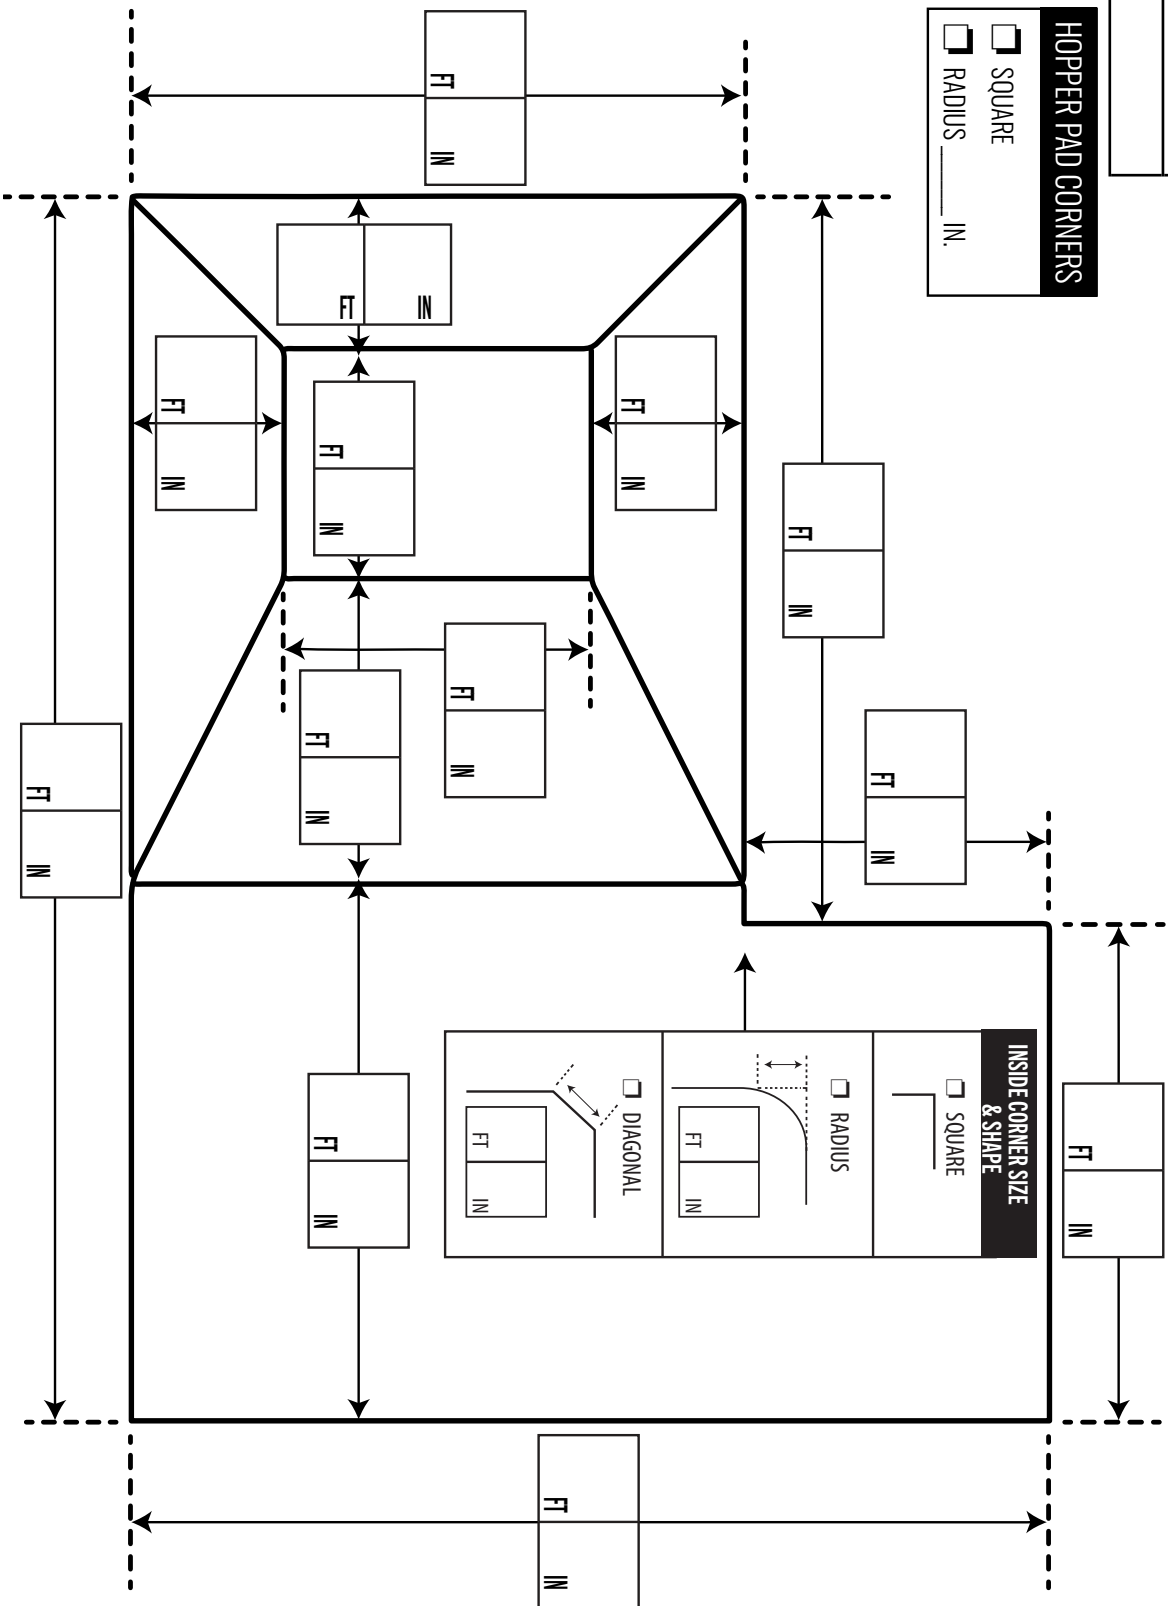 HOPPER PAD CORNERS
SQUARE
RADIUS ______ IN.
FT IN
INSIDE CORNER SIZE
& SHAPE
SQUARE
FT IN
RADIUS
FT IN
FT IN
DIAGONAL
FT IN
FT IN
FT IN
FT IN
FT IN
FT IN
FT IN
FT IN
FT IN
FT IN
FT IN